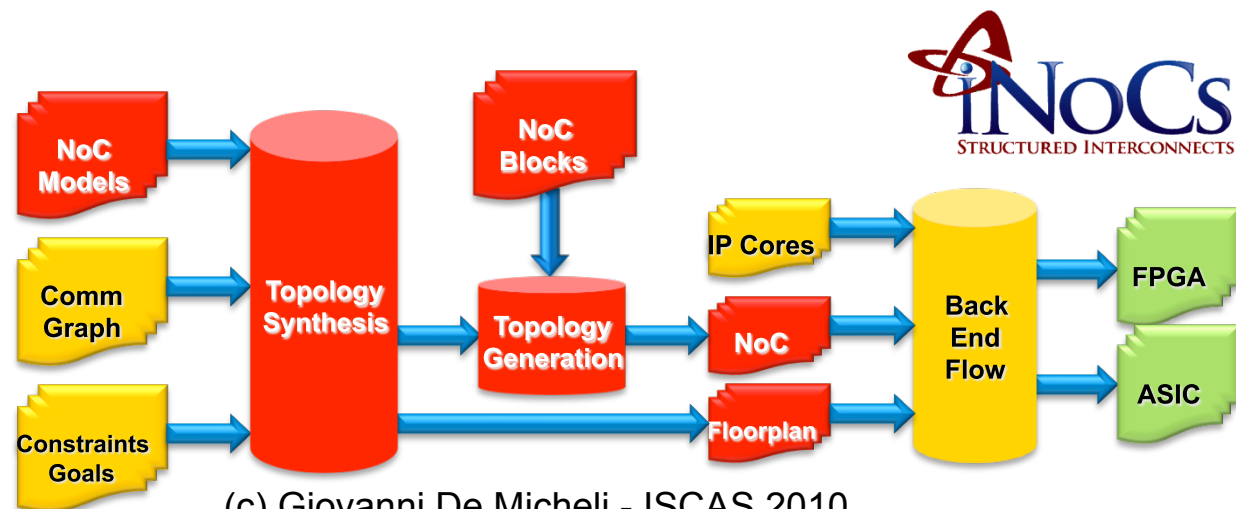 iNoCs
STRUCTURED INTERCONNECTS
NoC
Models
NoC
Blocks
Comm
Graph
Topology
Synthesis
Topology
Generation
IP Cores
NoC
Back
End
Flow
FPGA
ASIC
Constraints
Goals
Floorplan
(c) Giovanni De Micheli - ISCAS 2010